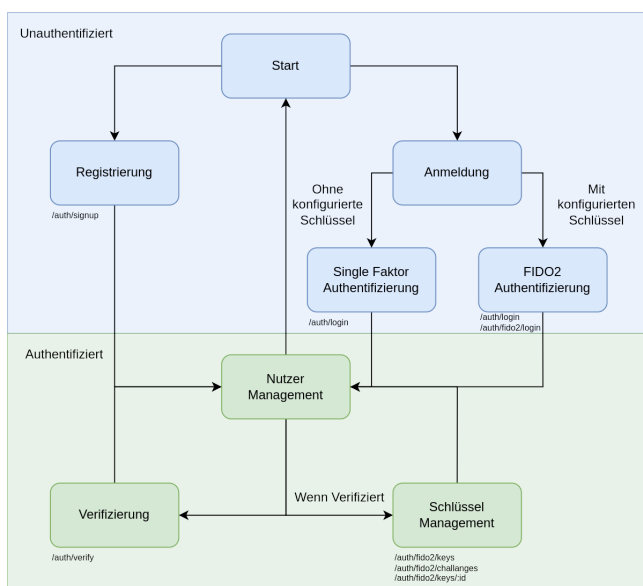 Unauthentifiziert
Start
Registrierung
/auth/signup
Anmeldung
Ohne
konfigurierte
Schlüssel
Mit
konfigurierten
Schlüssel
Single Faktor
Authentifizierung
/auth/login
FIDO2
Authentifizierung
/auth/login
/auth/fido2/login
Authentifiziert
Nutzer
Management
Wenn Verifiziert
Verifizierung
/auth/verify
Schlüssel
Management
/auth/fido2/keys
/auth/fido2/challanges
/auth/fido2/keys/:id